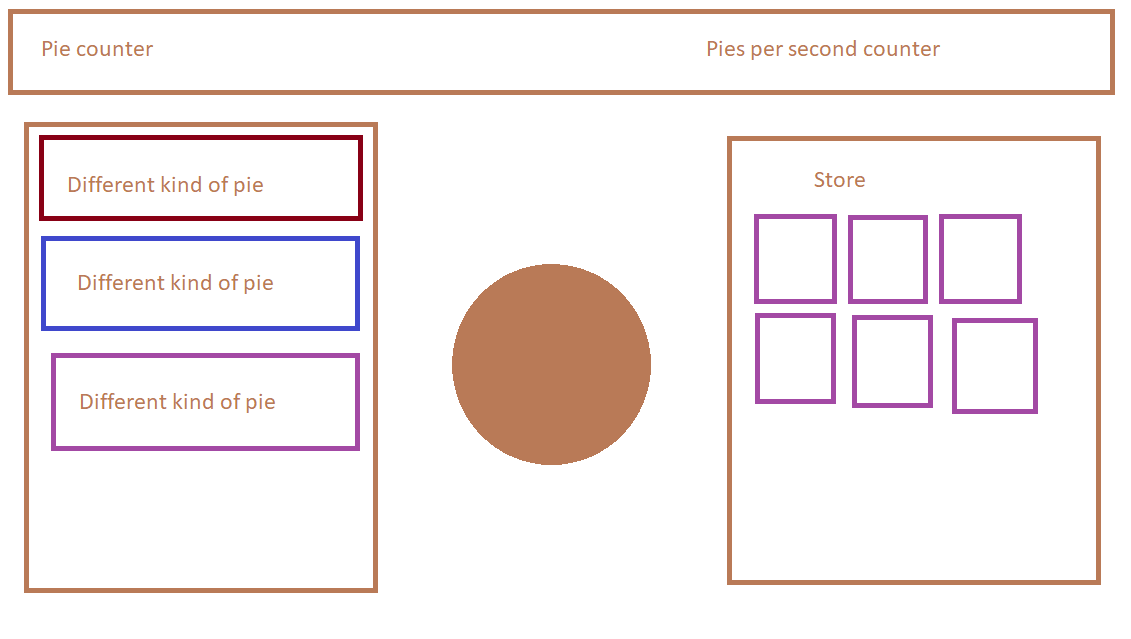 Pie counter
Pies per second counter
Different kind of pie
Different kind of pie
Different kind of pie
Store